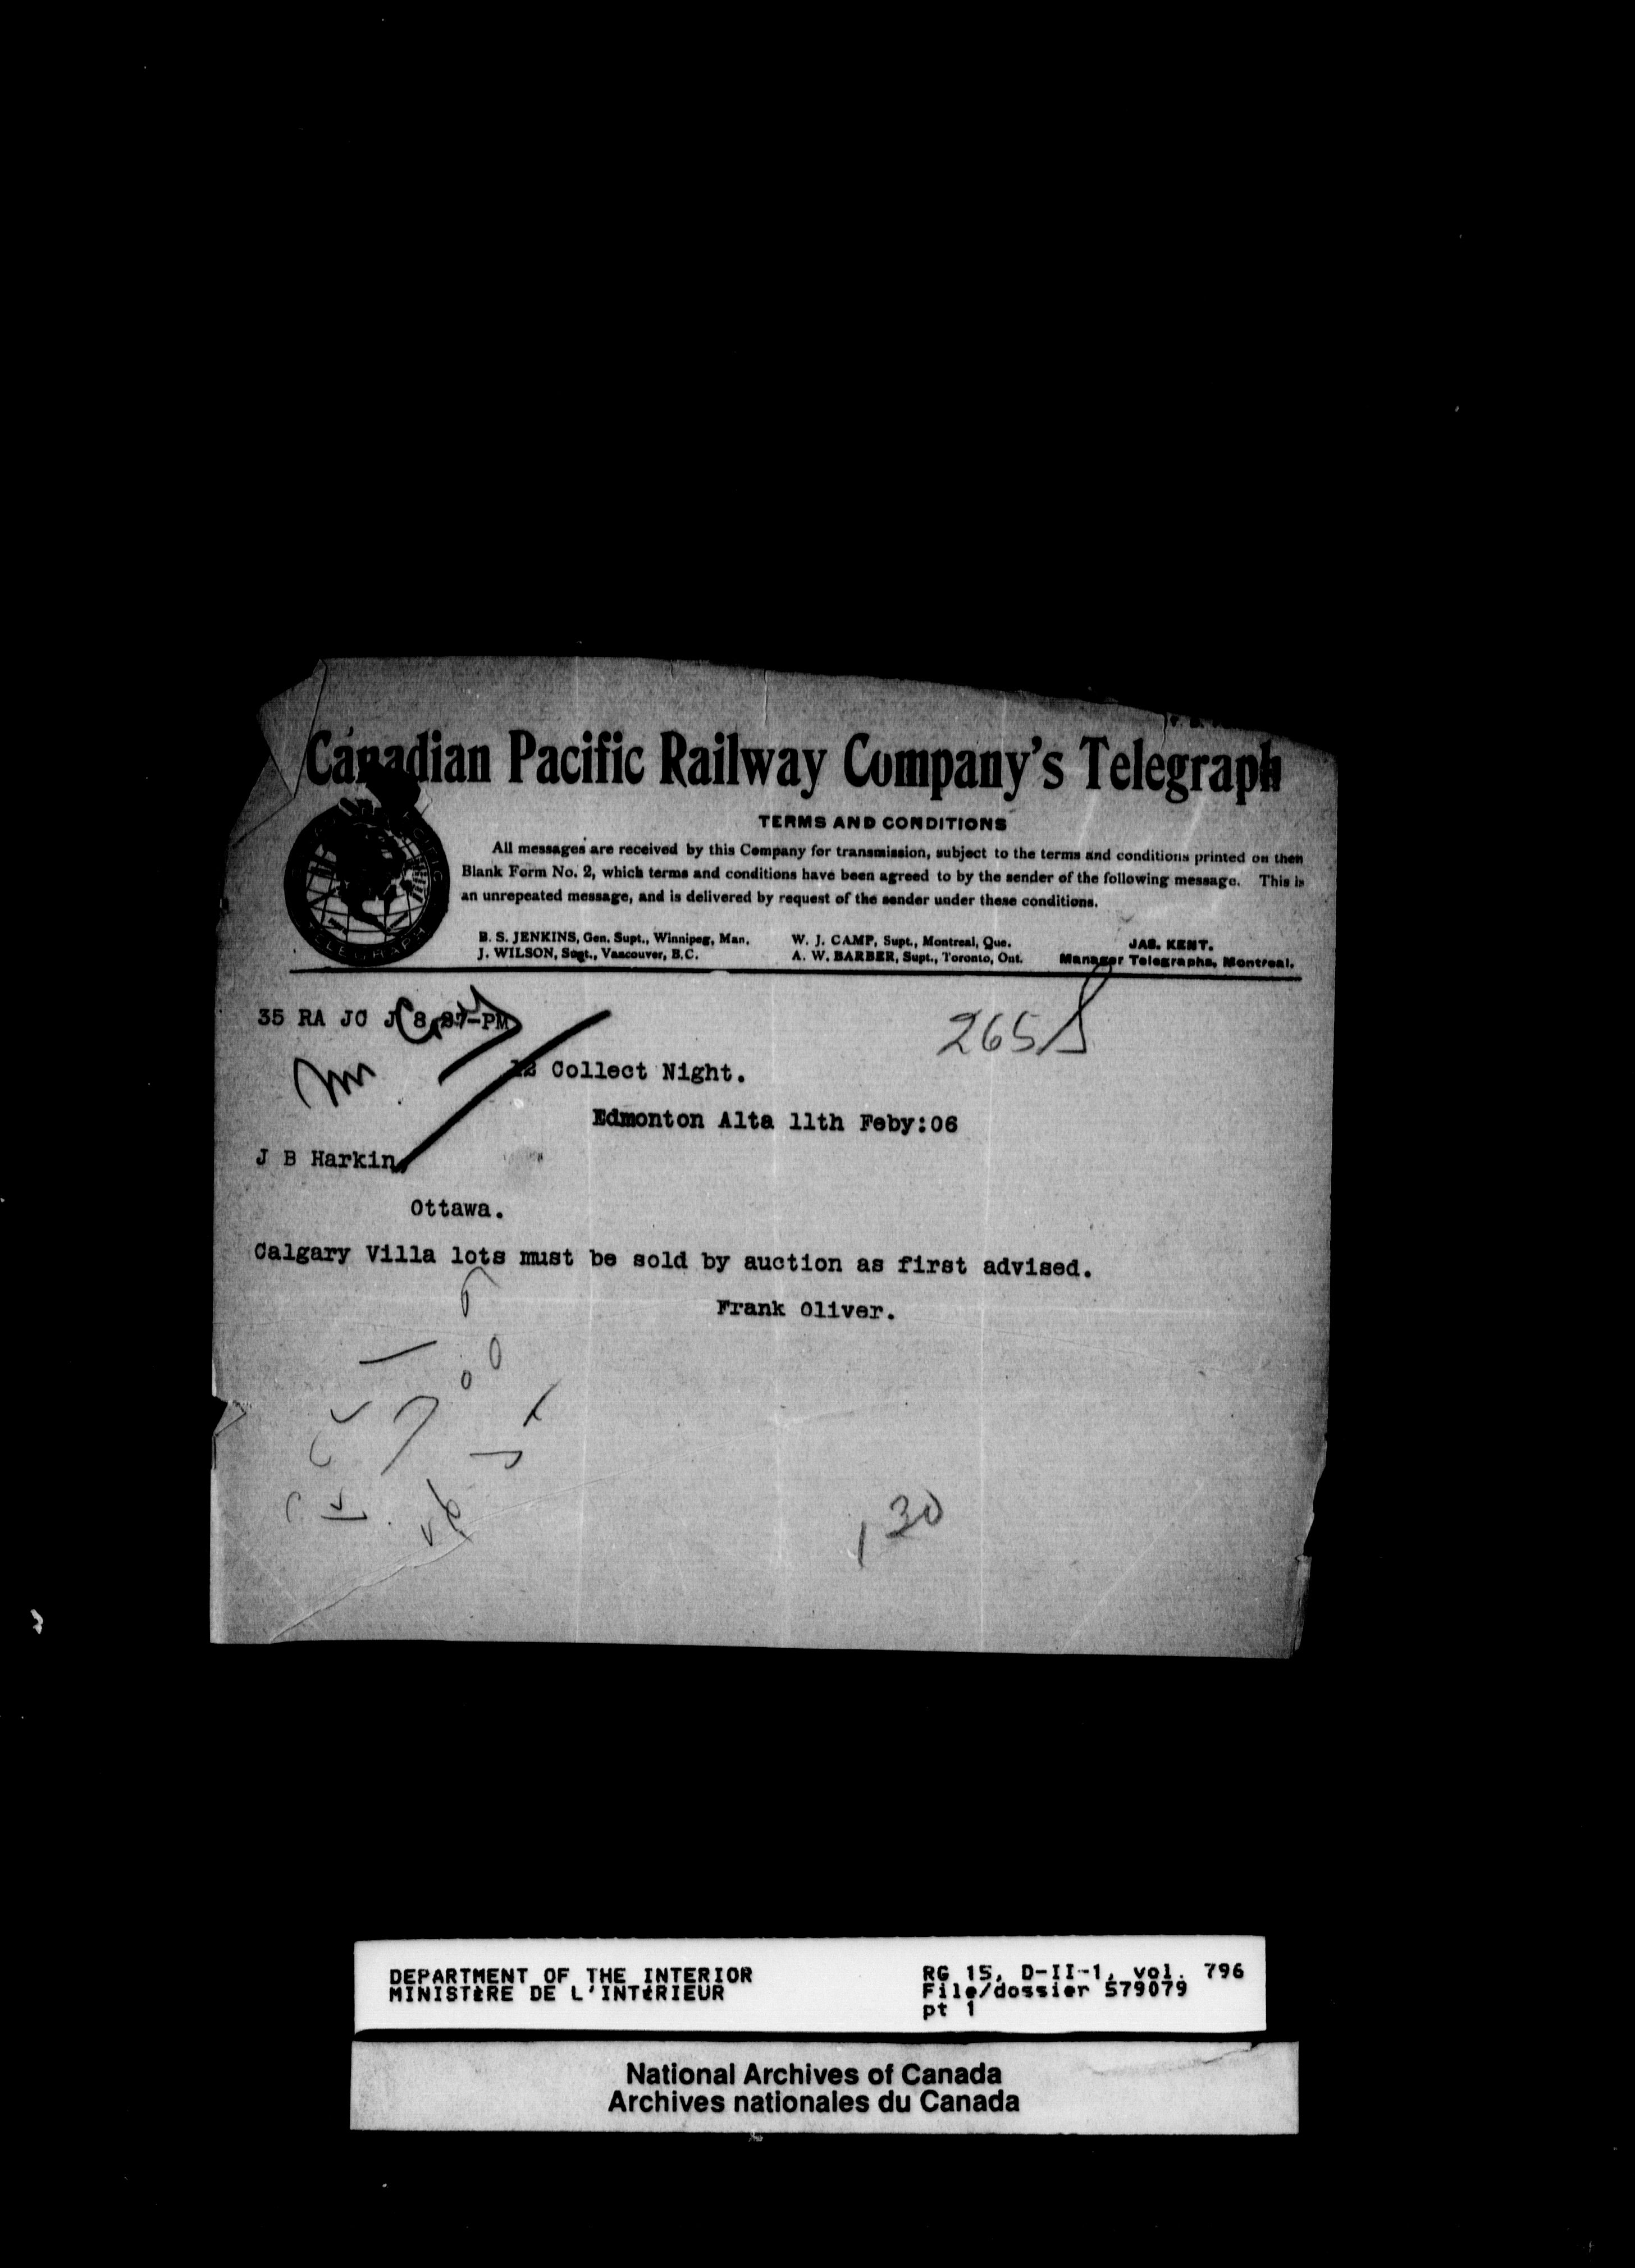 Canadian Pacific Railway Company's Telegraph
TERMS AND CONDITIONS
All messages are received by this Company for transmission, subject to the terms and conditions printed on their
Blank Form No. 2, which terms and conditions have been agreed to by the sender of the following message. This is
an unrepeated message, and is delivered by request of the sender under these conditions.
B. S. JENKINS, Gen. Supt., Winnipeg, Man. W. J. CAMP, Supt., Montreal, Que. JAS. KENT.
J. WILSON, Supt., Vancouver, B.C. A. W. BARBER, Supt., Toronto, Ont. Manager Telegraphs, Montreal.
TELEGRAPH
35 RA JO J 8 -PM
265
12 Collect Night.
Edmonton Alta 11th Feby:06
J B Harkin
Ottawa.
Calgary Villa lots must be sold by auction as first advised.
Frank Oliver.
130
DEPARTMENT OF THE INTERIOR RG 15, D-II-1, vol. 796
MINISTÈRE DE L'INTÉRIEUR File/dossier 579079
pt 1
National Archives of Canada
Archives nationales du Canada